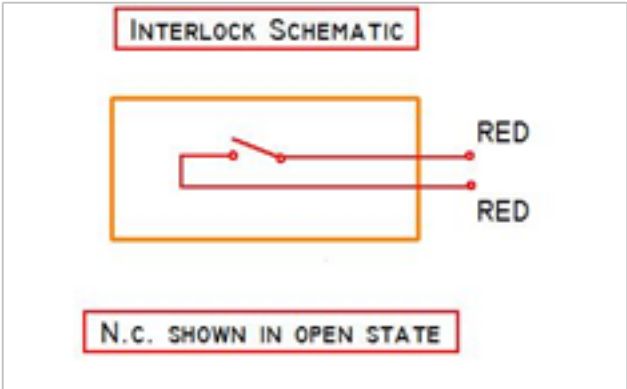 INTERLOCK SCHEMATIC
RED
RED
N.C. SHOWN IN OPEN STATE